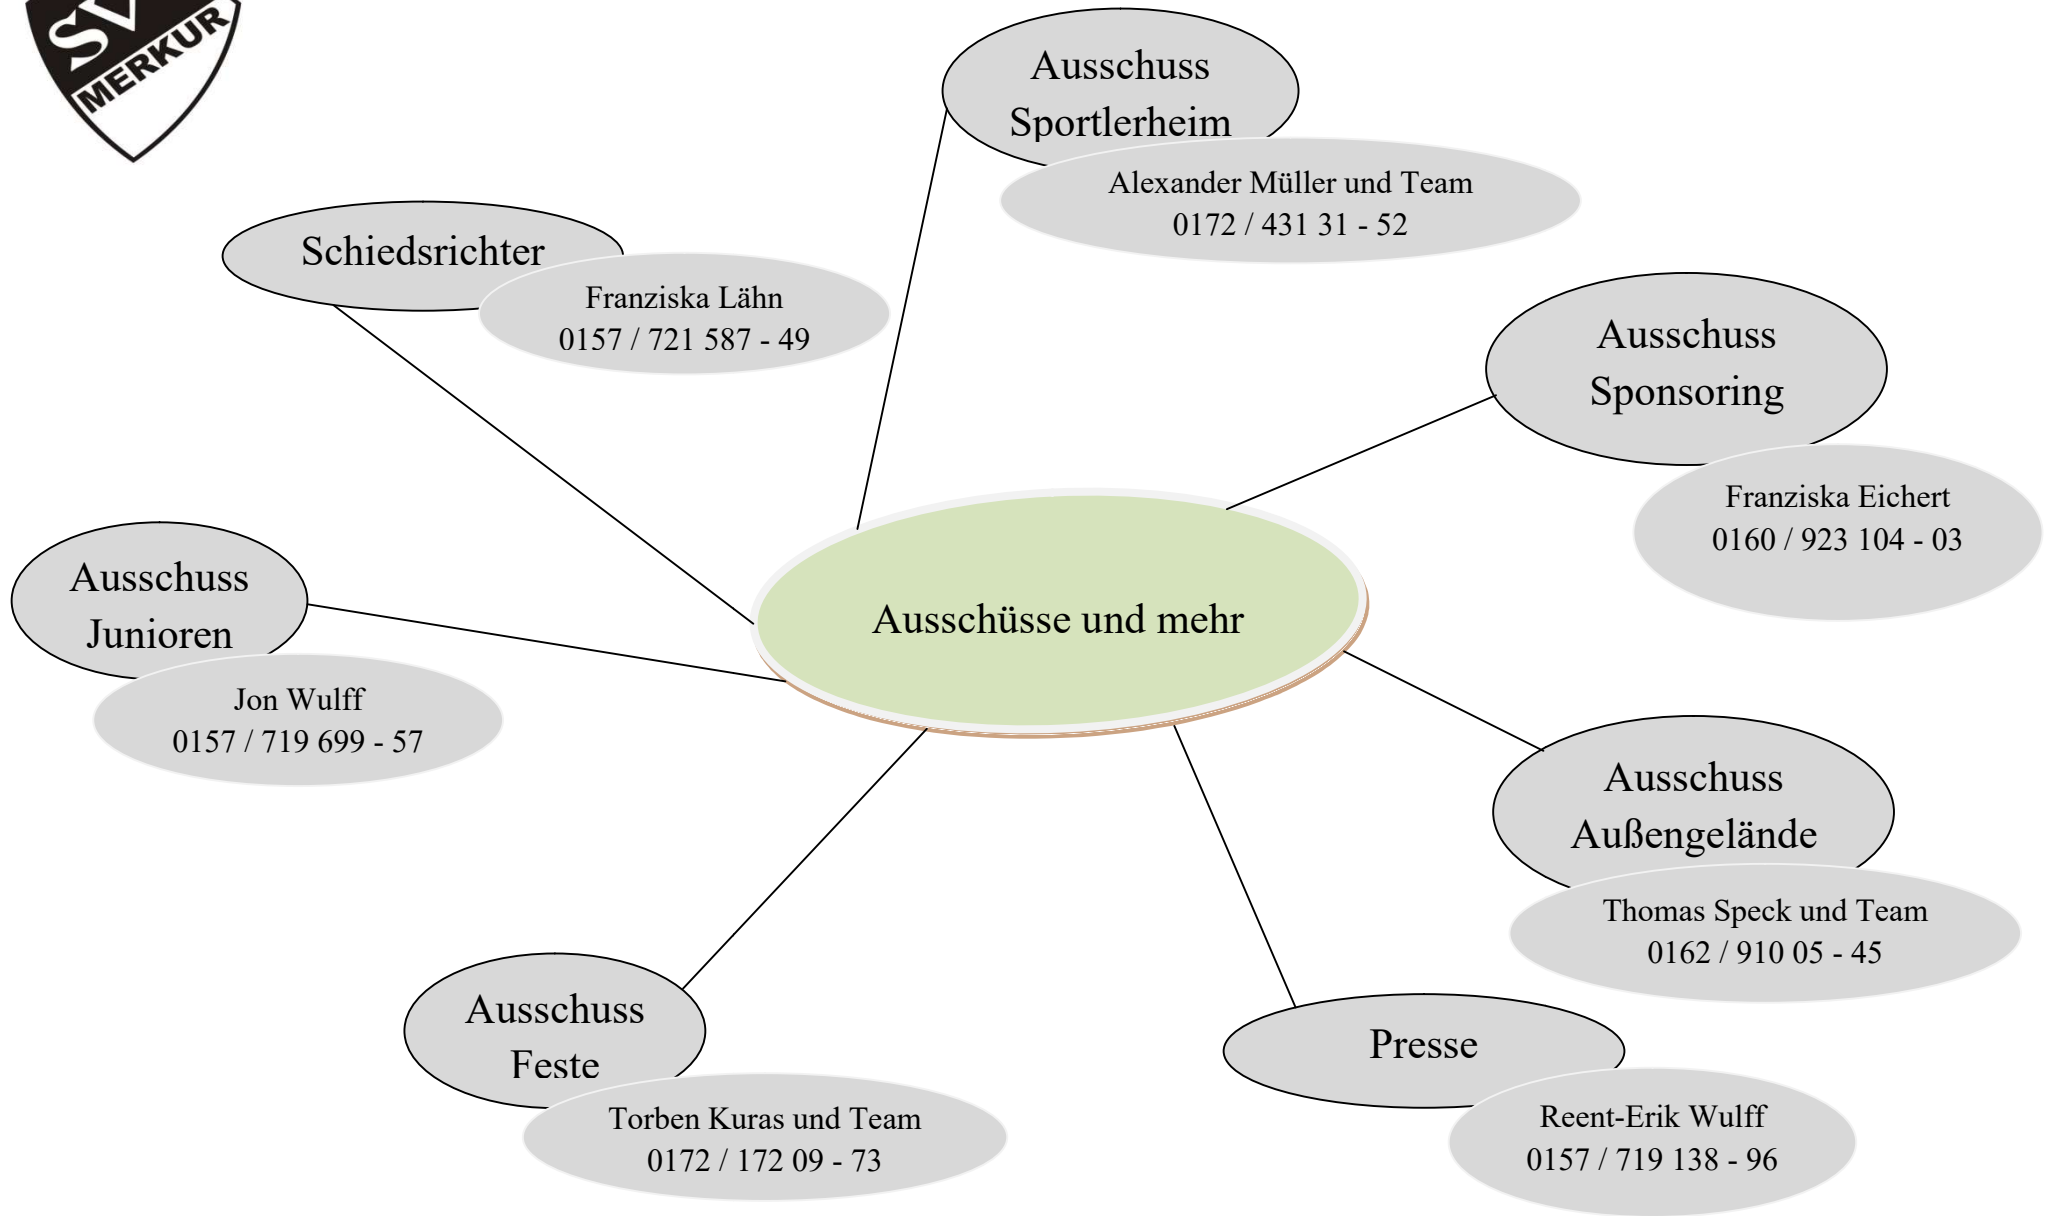 SV
MERKUR
Ausschuss
Sportlerheim
Alexander Müller und Team
0172 / 431 31 - 52
Schiedsrichter
Franziska Lähn
0157 / 721 587 - 49
Ausschuss
Sponsoring
Franziska Eichert
0160 / 923 104 - 03
Ausschuss
Junioren
Jon Wulff
0157 / 719 699 - 57
Ausschüsse und mehr
Ausschuss
Außengelände
Thomas Speck und Team
0162 / 910 05 - 45
Ausschuss
Feste
Torben Kuras und Team
0172 / 172 09 - 73
Presse
Reent-Erik Wulff
0157 / 719 138 - 96